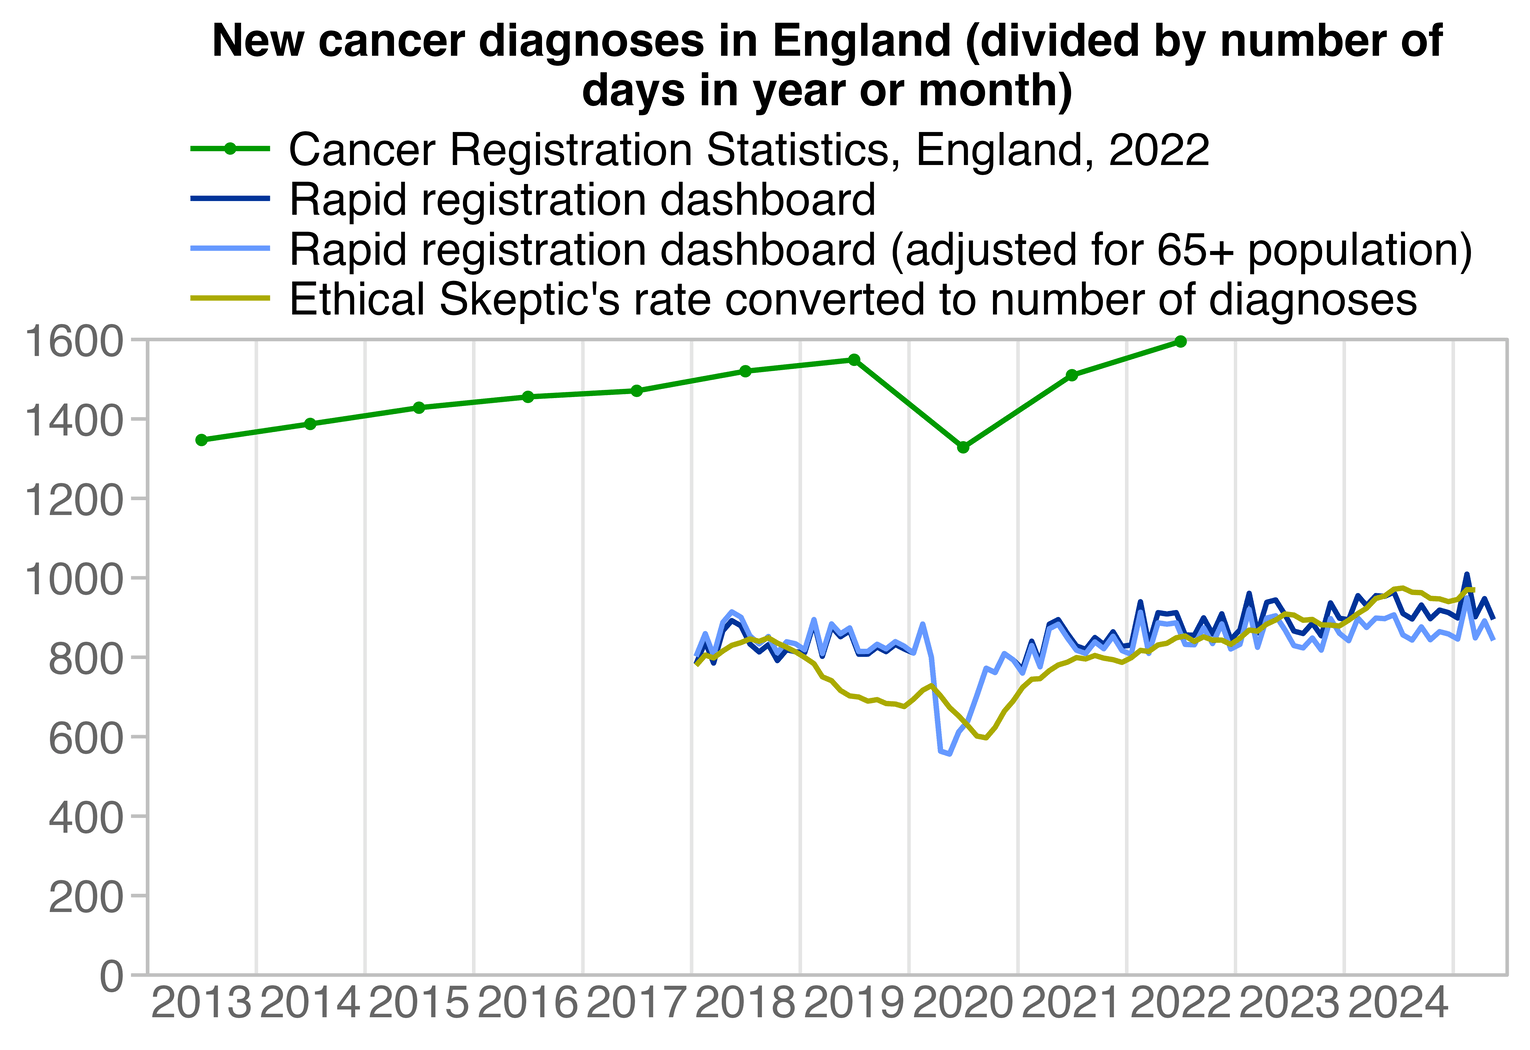 New cancer diagnoses in England (divided by number of
days in year or month)
Cancer Registration Statistics, England, 2022
Rapid registration dashboard
Rapid registration dashboard (adjusted for 65+ population)
Ethical Skeptic's rate converted to number of diagnoses
1600
1400
1200
1000
800
600
400
200
0
2013 2014 2015 2016 2017 2018 2019 2020 2021 2022 2023 2024